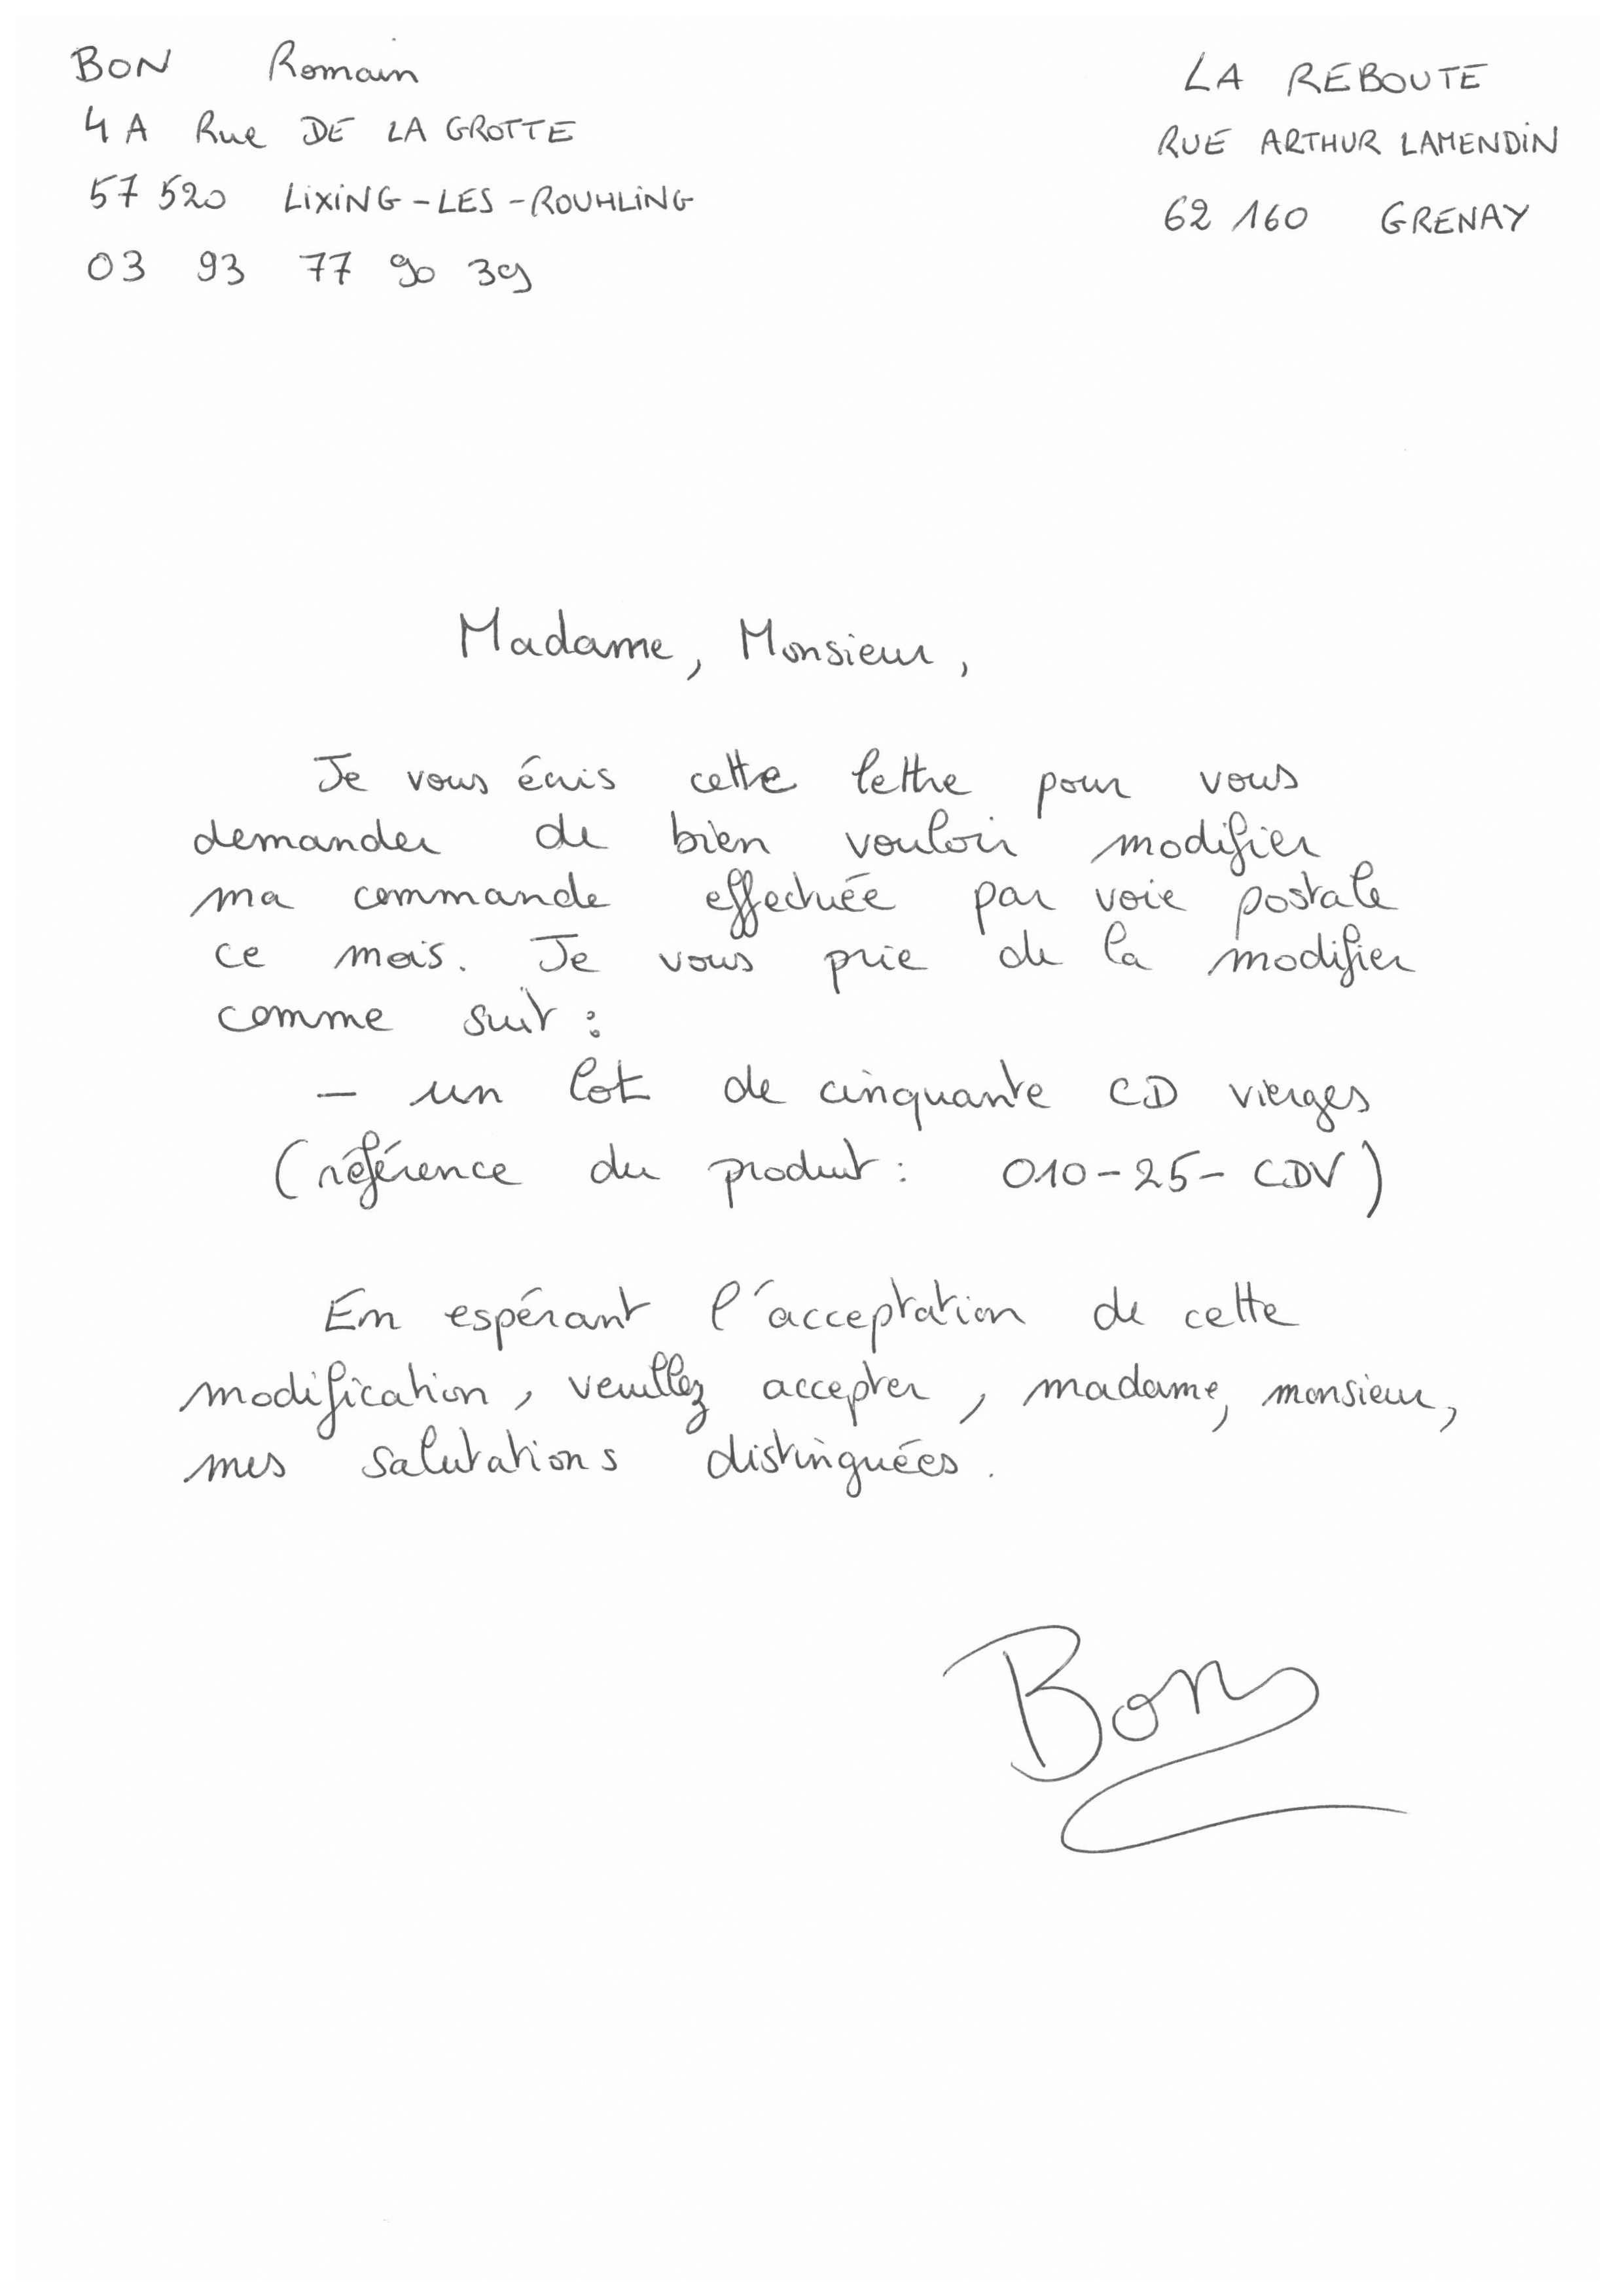 BON Romain
4 A Rue DE LA GROTTE
57 520 LIXING-LES-ROUHLING
03 93 77 90 39
LA REBOUTE
RUE ARTHUR LAMENDIN
62 160 GRENAY
Madame, Monsieur,
Je vous écris cette lettre pour vous
demander de bien vouloir modifier
ma commande effectuée par voie postale
ce mois. Je vous prie de la modifier
comme suit :
- un lot de cinquante CD vierges
(référence du produit : 010-25-CDV)
En espérant l'acceptation de cette
modification, veuillez accepter, madame, monsieur,
mes salutations distinguées.
Bon